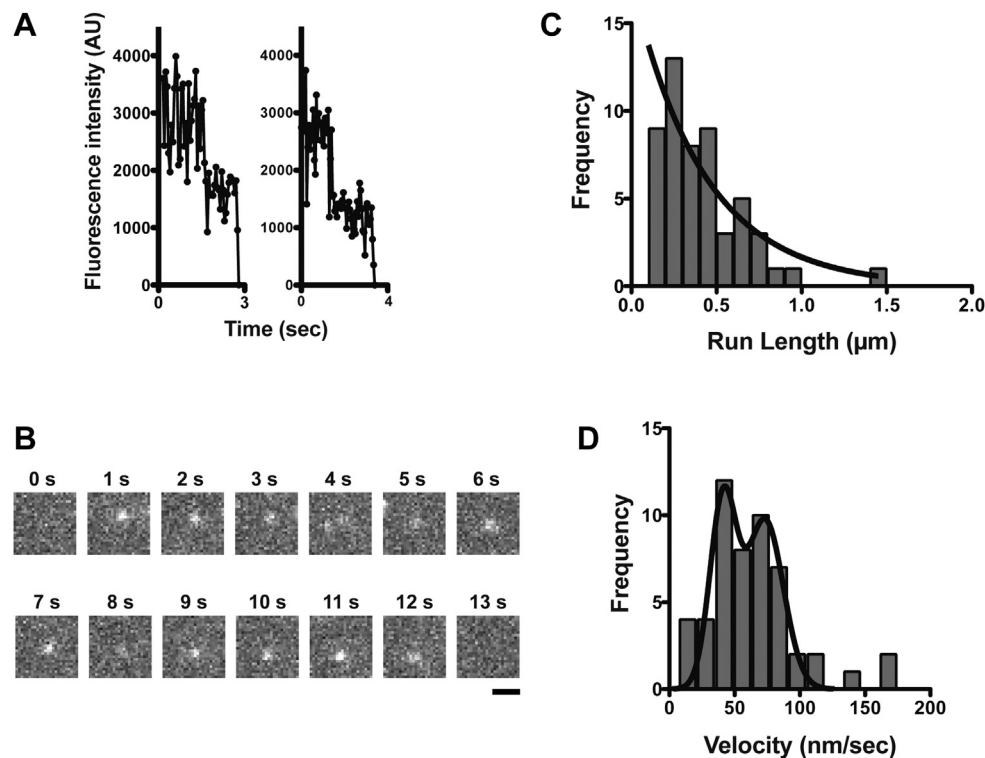 A
Fluorescence intensity (AU)
4000
3000
2000
1000
0
0 3
4000
3000
2000
1000
0
0 4
Time (sec)
B
0 s 1 s 2 s 3 s 4 s 5 s 6 s
7 s 8 s 9 s 10 s 11 s 12 s 13 s
C
Frequency
15
10
5
0
0.0 0.5 1.0 1.5 2.0
Run Length (µm)
D
Frequency
15
10
5
0
0 50 100 150 200
Velocity (nm/sec)